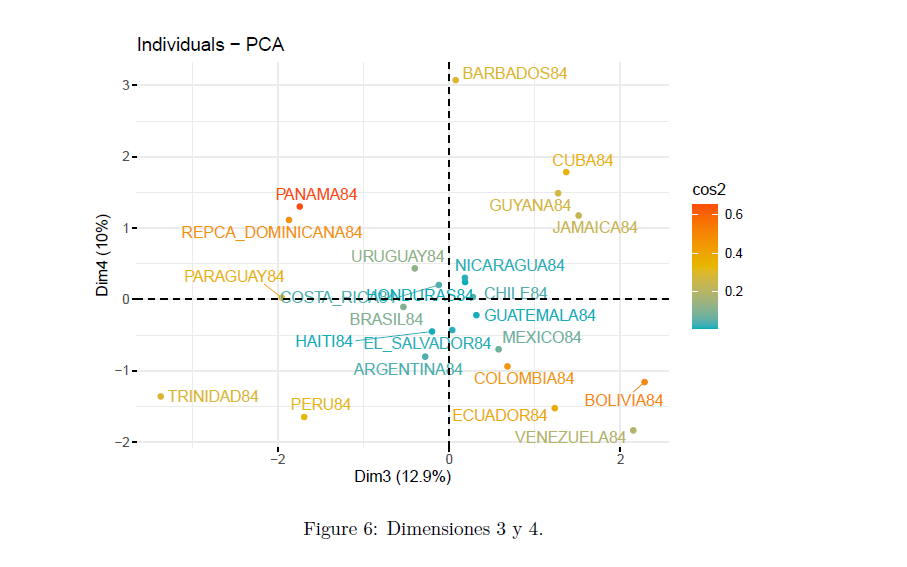 Individuals − PCA
BARBADOS84
CUBA84
GUYANA84
JAMAICA84
PANAMA84
REPCA_DOMINICANA84
URUGUAY84
NICARAGUA84
PARAGUAY84
COSTA_RICA84
HONDURAS84
CHILE84
BRASIL84
GUATEMALA84
HAITI84
EL_SALVADOR84
MEXICO84
ARGENTINA84
COLOMBIA84
BOLIVIA84
TRINIDAD84
PERU84
ECUADOR84
VENEZUELA84
3
2
1
0
−1
−2
Dim4 (10%)
−2
0
2
Dim3 (12.9%)
cos2
0.6
0.4
0.2
Figure 6: Dimensiones 3 y 4.